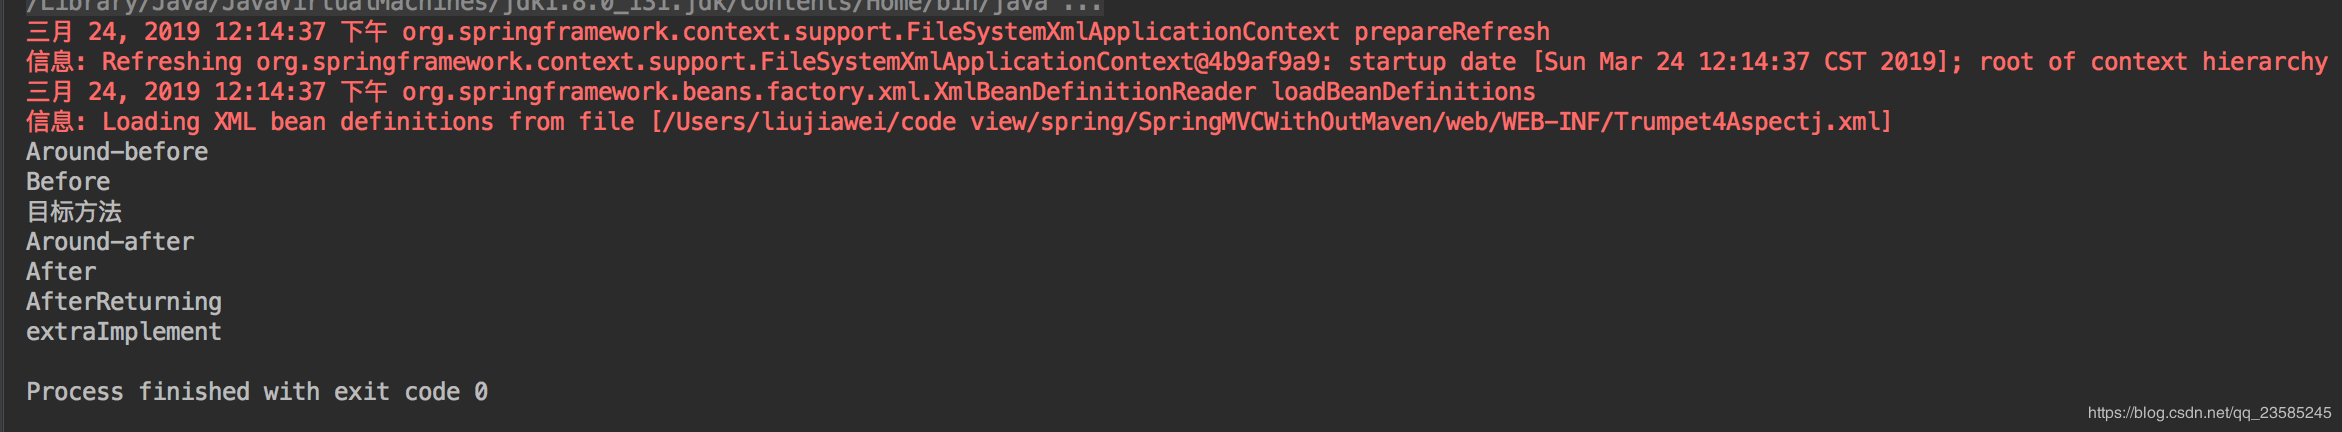 /Library/Java/JavaVirtualMachines/jdk1.8.0_131.jdk/Contents/Home/bin/java ...
三月 24, 2019 12:14:37 下午 org.springframework.context.support.FileSystemXmlApplicationContext prepareRefresh
信息: Refreshing org.springframework.context.support.FileSystemXmlApplicationContext@4b9af9a9: startup date [Sun Mar 24 12:14:37 CST 2019]; root of context hierarchy
三月 24, 2019 12:14:37 下午 org.springframework.beans.factory.xml.XmlBeanDefinitionReader loadBeanDefinitions
信息: Loading XML bean definitions from file [/Users/liujiawei/code view/spring/SpringMVCWithOutMaven/web/WEB-INF/Trumpet4Aspectj.xml]
Around-before
Before
目标方法
Around-after
After
AfterReturning
extraImplement
Process finished with exit code 0
https://blog.csdn.net/qq_23585245